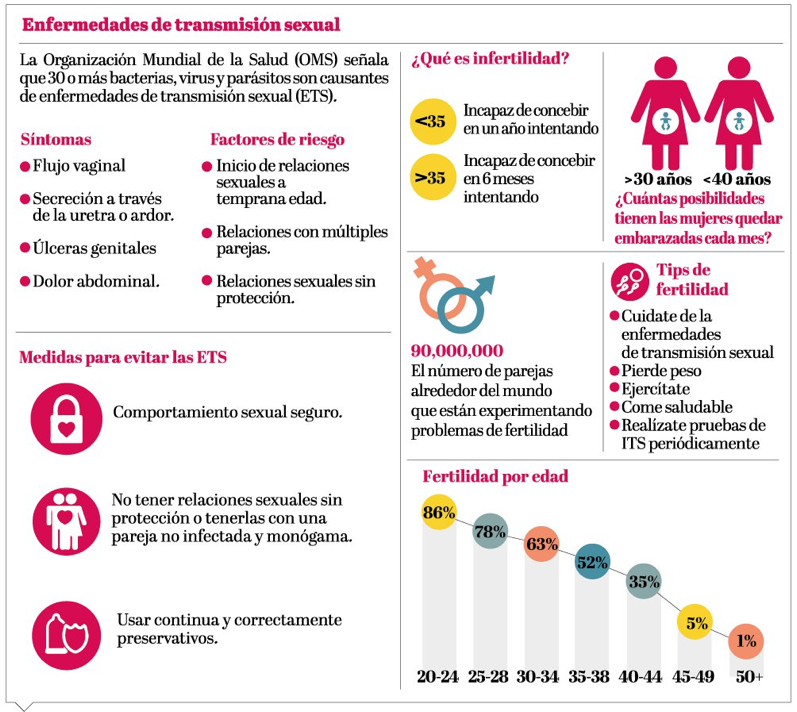 Enfermedades de transmisión sexual
La Organización Mundial de la Salud (OMS) señala
que 30 o más bacterias, virus y parásitos son causantes
de enfermedades de transmisión sexual (ETS).
Síntomas
Flujo vaginal
Secreción a través
de la uretra o ardor.
Úlceras genitales
Dolor abdominal.
Factores de riesgo
Inicio de relaciones
sexuales a
temprana edad.
Relaciones con múltiples
parejas.
Relaciones sexuales sin
protección.
Medidas para evitar las ETS
Comportamiento sexual seguro.
No tener relaciones sexuales sin
protección o tenerlas con una
pareja no infectada y monógama.
Usar continua y correctamente
preservativos.
¿Qué es infertilidad?
<35
Incapaz de concebir
en un año intentando
>35
Incapaz de concebir
en 6 meses
intentando
>30 años <40 años
¿Cuántas posibilidades
tienen las mujeres quedar
embarazadas cada mes?
90,000,000
El número de parejas
alrededor del mundo
que están experimentando
problemas de fertilidad
Tips de
fertilidad
Cuidate de la
enfermedades
de transmisión sexual
Pierde peso
Ejercítate
Come saludable
Realízate pruebas de
ITS periódicamente
Fertilidad por edad
86%
78%
63%
52%
35%
5%
1%
20-24 25-28 30-34 35-38 40-44 45-49 50+